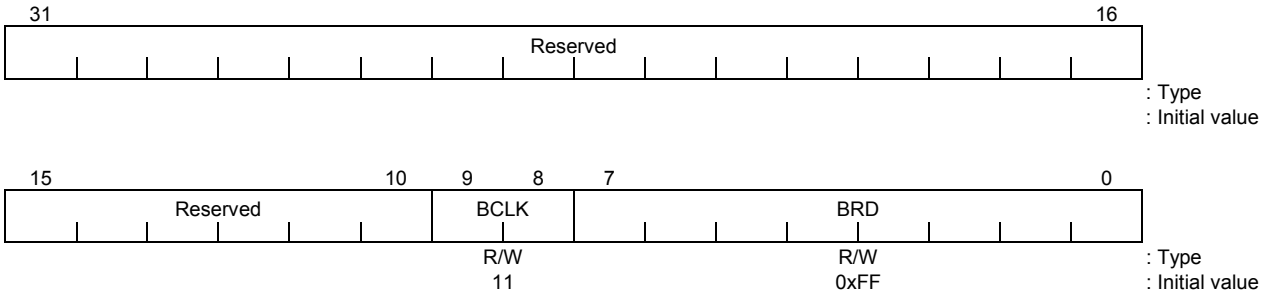 31 16
Reserved
: Type
: Initial value
15 10 9 8 7 0
Reserved BCLK BRD
R/W R/W : Type
11 0xFF : Initial value